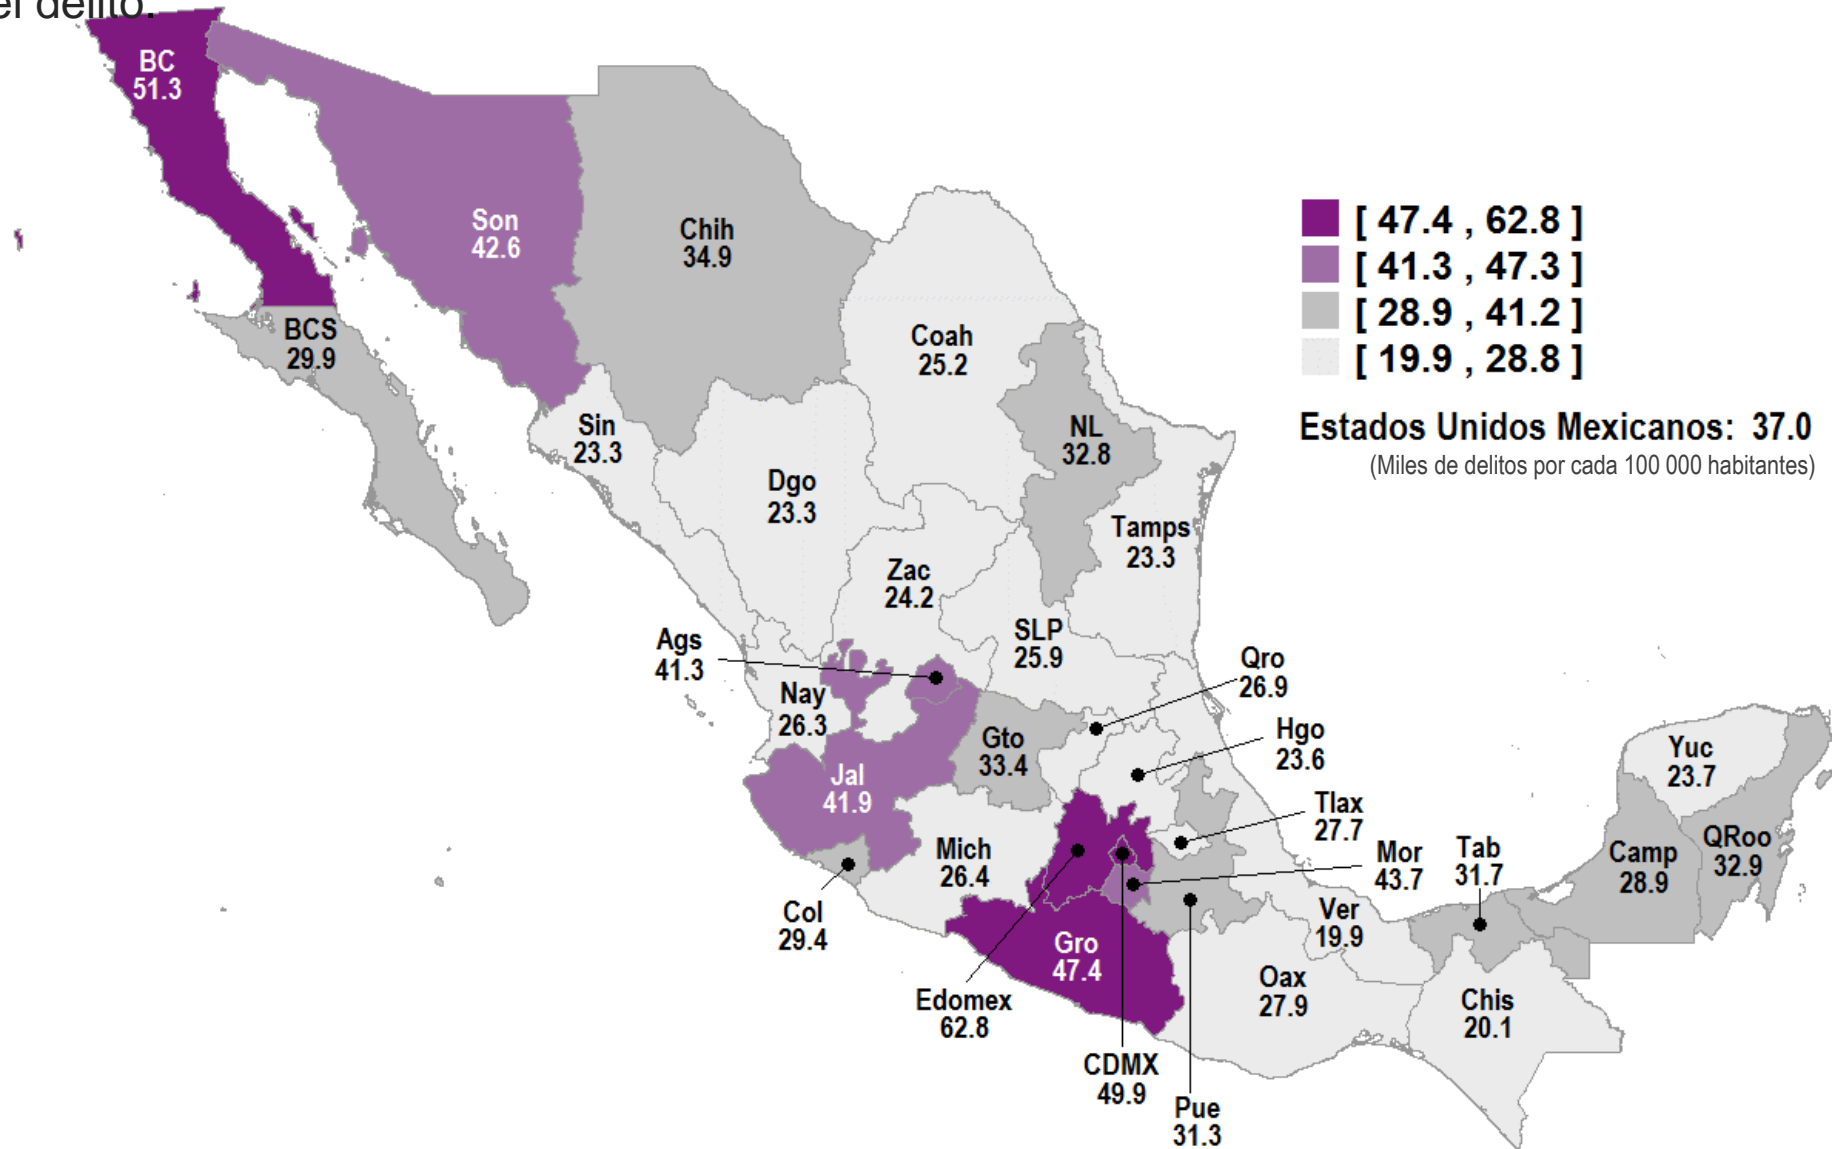 el delito.
BC
51.3
Son
42.6
Chih
34.9
BCS
29.9
Coah
25.2
Sin
23.3
NL
32.8
Dgo
23.3
Tamps
23.3
Zac
24.2
SLP
25.9
Ags
41.3
Nay
26.3
Qro
26.9
Gto
33.4
Hgo
23.6
Jal
41.9
Tlax
27.7
Mich
26.4
Mor
43.7
Tab
31.7
Yuc
23.7
QRoo
32.9
Camp
28.9
Col
29.4
Ver
19.9
Gro
47.4
Oax
27.9
Edomex
62.8
Chis
20.1
CDMX
49.9
Pue
31.3
[ 47.4 , 62.8 ]
[ 41.3 , 47.3 ]
[ 28.9 , 41.2 ]
[ 19.9 , 28.8 ]
Estados Unidos Mexicanos: 37.0
(Miles de delitos por cada 100 000 habitantes)